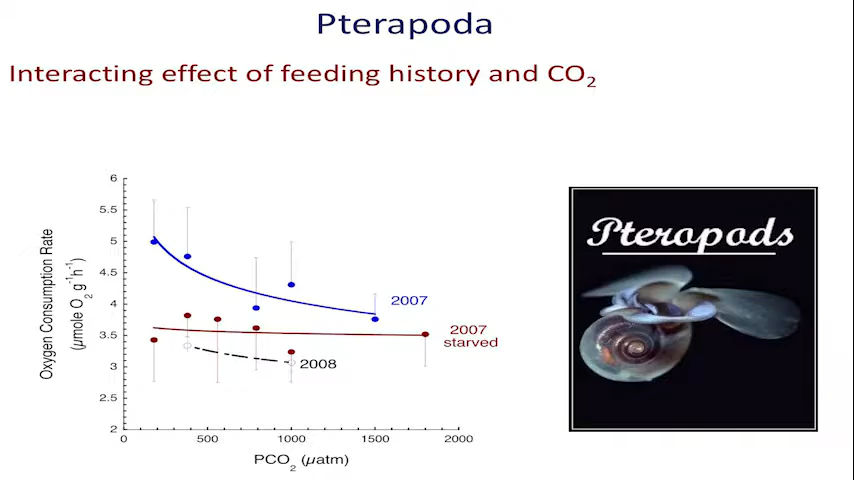 Pterapoda
Interacting effect of feeding history and CO₂
6
5.5
5
4.5
4
3.5
3
2.5
2
0
500
1000
1500
2000
Oxygen Consumption Rate
(µmole O₂ g⁻¹h⁻¹)
PCO₂ (µatm)
2007
2007
starved
2008
Pteropods